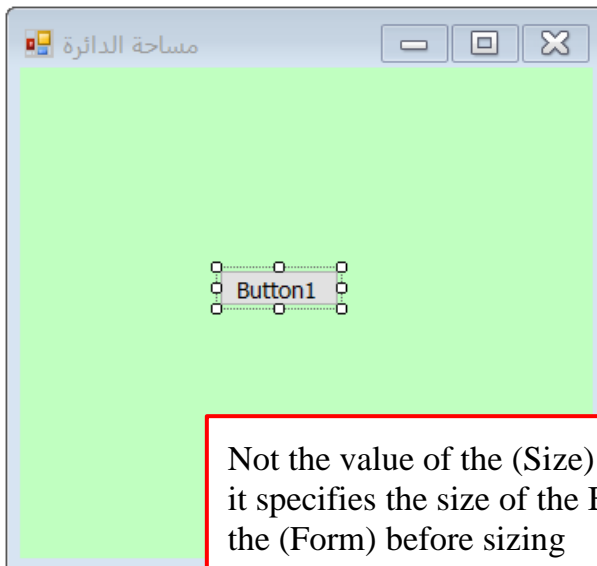 مساحة الدائرة
Button1
Not the value of the (Size)
it specifies the size of the
the (Form) before sizing